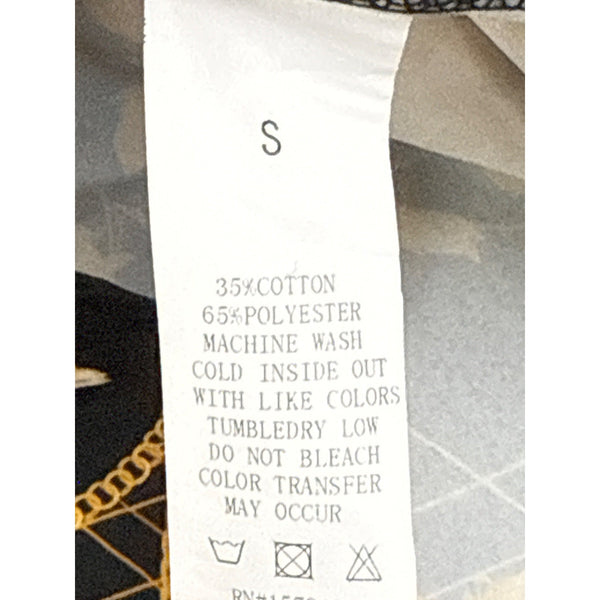 S
35%COTTON
65%POLYESTER
MACHINE WASH
COLD INSIDE OUT
WITH LIKE COLORS
TUMBLEDRY LOW
DO NOT BLEACH
COLOR TRANSFER
MAY OCCUR